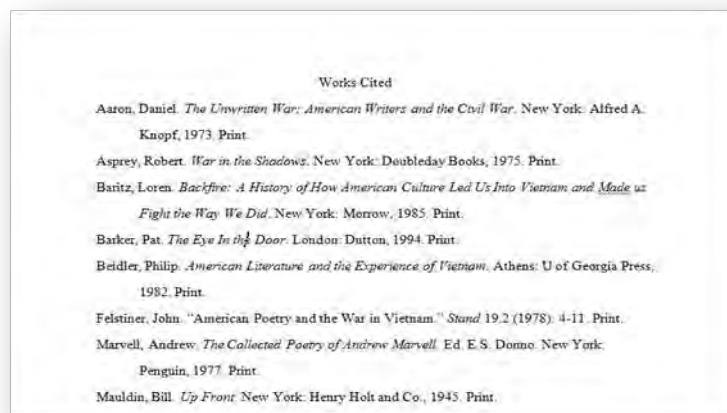 Works Cited
Aaron, Daniel. The Unwritten War: American Writers and the Civil War. New York: Alfred A.
Knopf, 1973. Print.
Asprey, Robert. War in the Shadows. New York: Doubleday Books, 1975. Print.
Baritz, Loren. Backfire: A History of How American Culture Led Us Into Vietnam and Made us
Fight the Way We Did. New York: Morrow, 1985. Print.
Barker, Pat. The Eye In the Door. London: Dutton, 1994. Print.
Beidler, Philip. American Literature and the Experience of Vietnam. Athens: U of Georgia Press,
1982. Print.
Felstiner, John. “American Poetry and the War in Vietnam.” Stand 19.2 (1978): 4-11. Print.
Marvell, Andrew. The Collected Poetry of Andrew Marvell. Ed. E.S. Donno. New York:
Penguin, 1977. Print.
Mauldin, Bill. Up Front. New York: Henry Holt and Co., 1945. Print.